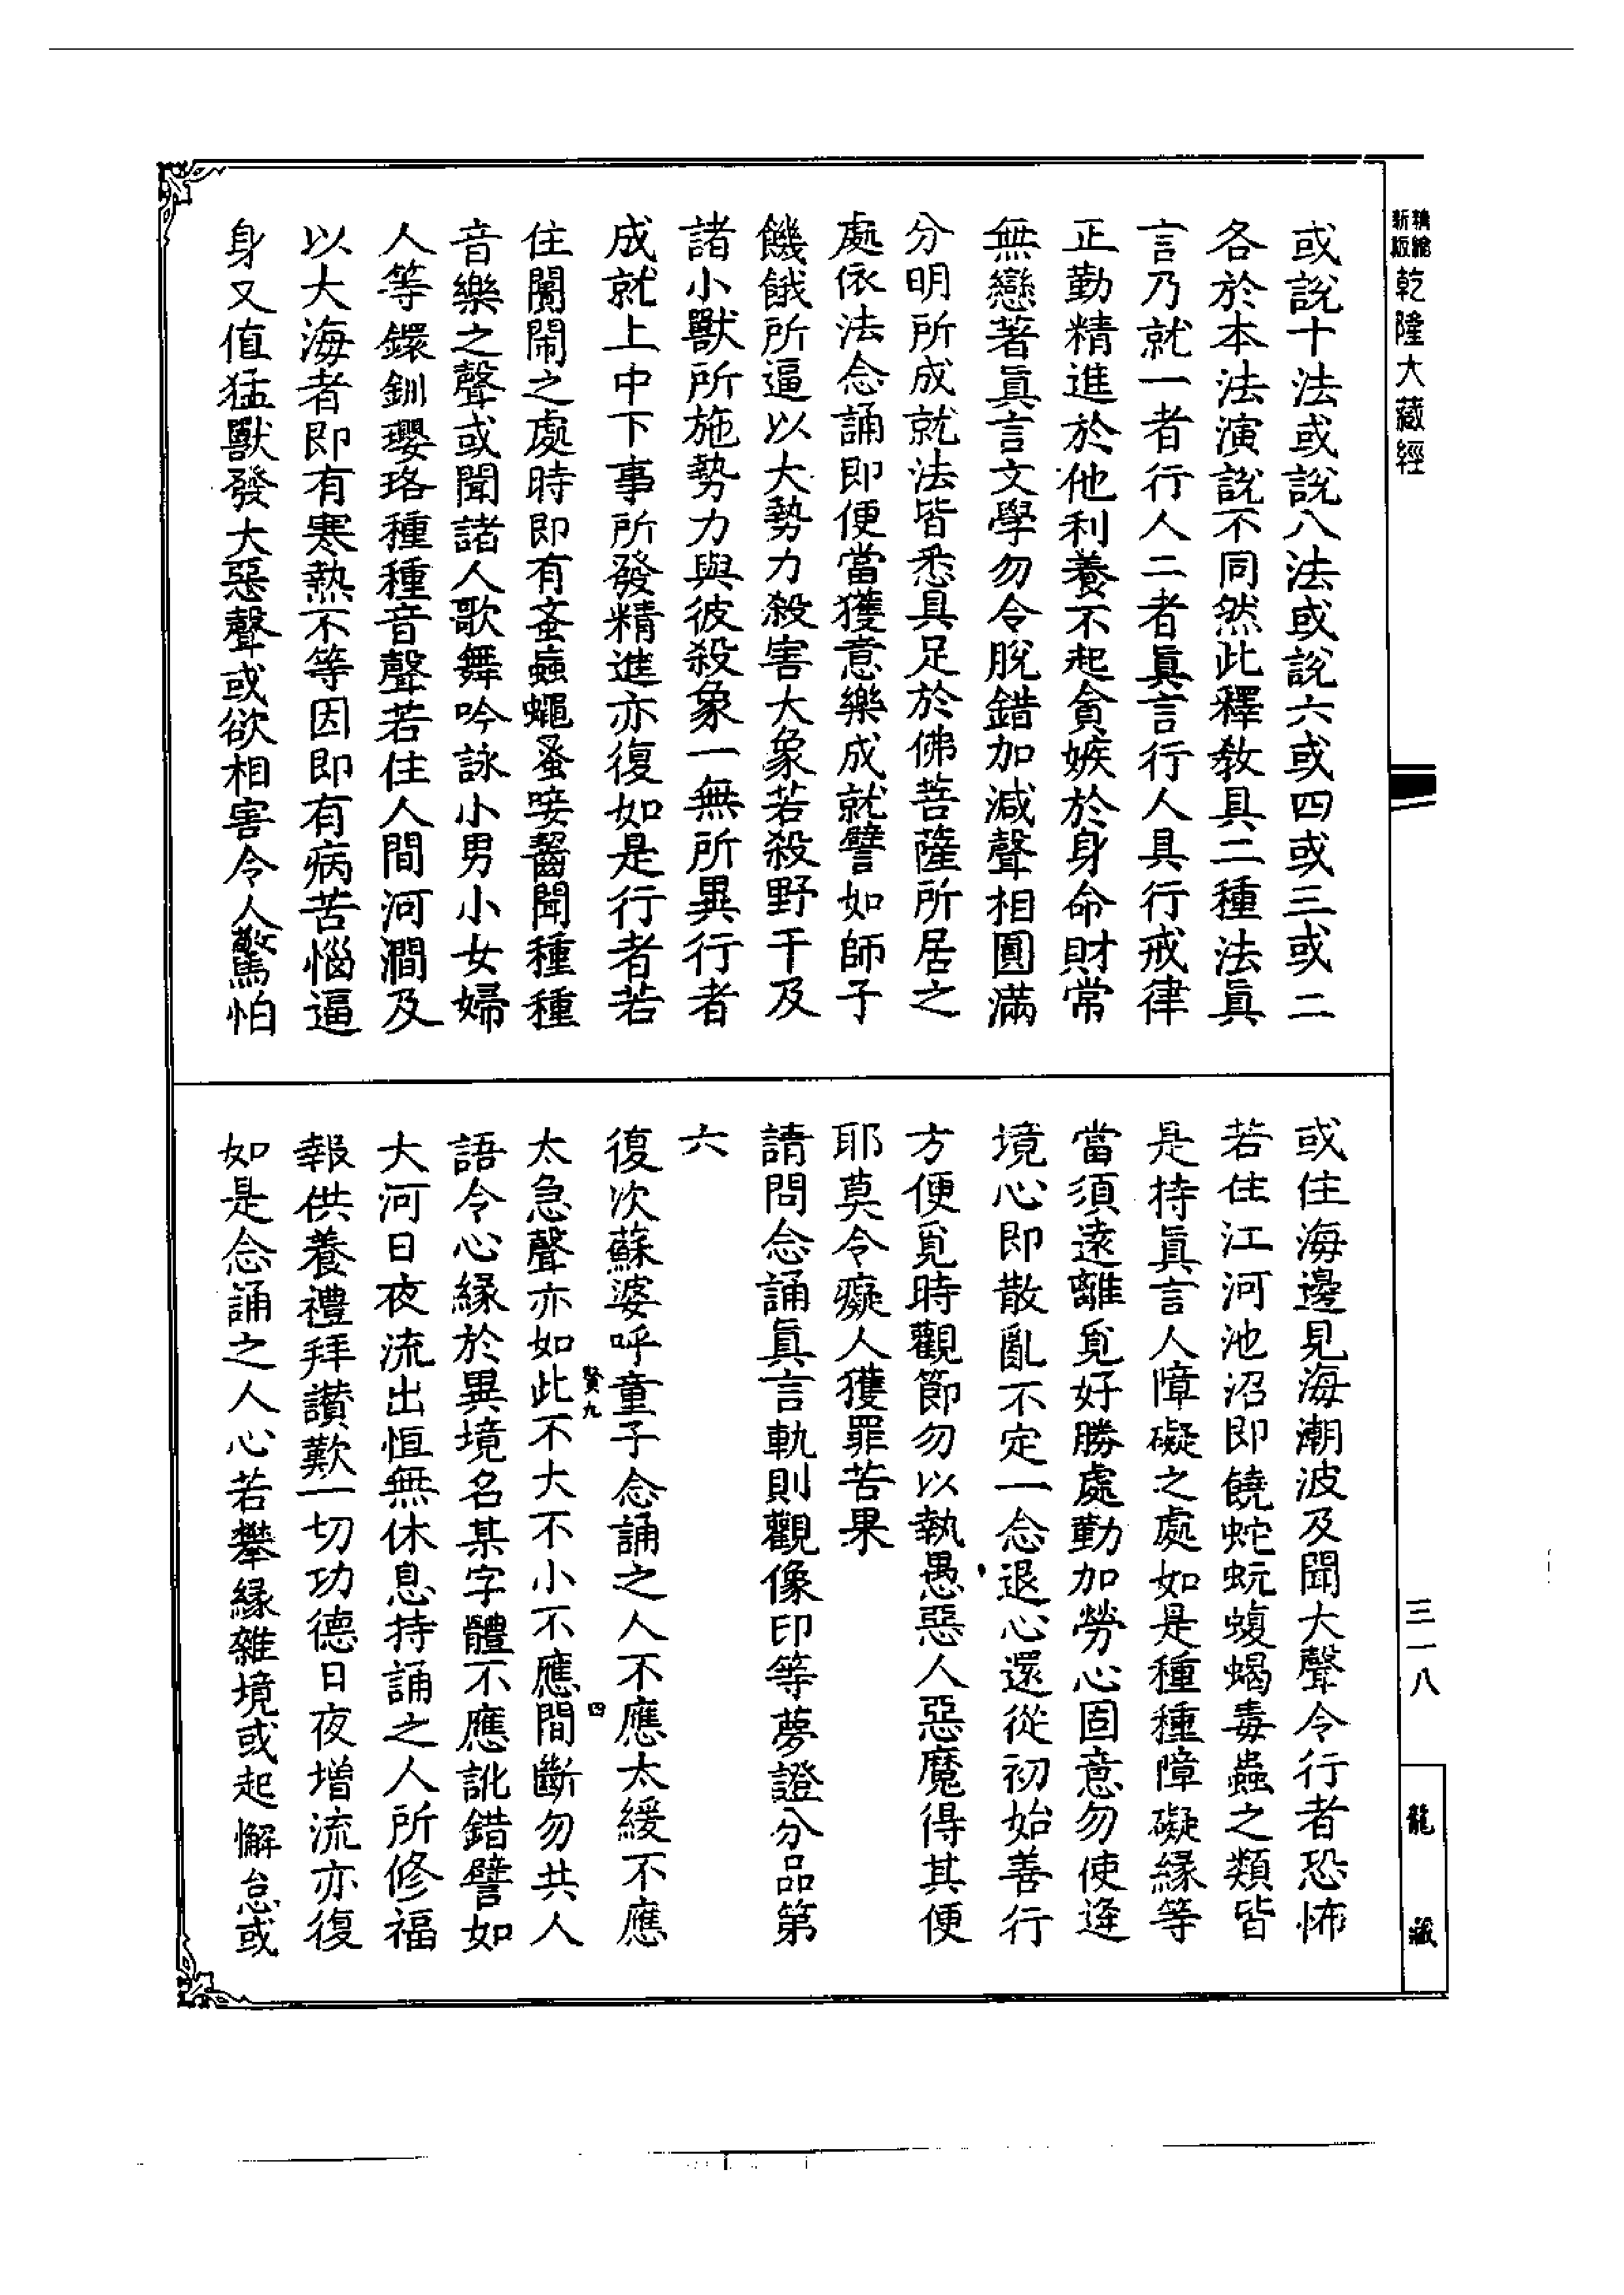 精縮
新版
乾隆大藏經
或說十法或說八法或說六或四或三或二
各於本法演說不同然此釋教具二種法眞
言乃就一者行人二者眞言行人具行戒律
正勤精進於他利養不起貪嫉於身命財常
無戀著眞言文學勿令脫錯加減聲相圓滿
分明所成就法皆悉具足於佛菩薩所居之
處依法念誦即便當獲意樂成就譬如師子
饑餓所逼以大勢力殺害大象若殺野干及
諸小獸所施勢力與彼殺象一無所異行者
成就上中下事所發精進亦復如是行者若
住闤閙之處時即有蚉蟲蠅蚤咹齧聞種種
音樂之聲或聞諸人歌舞吟詠小男小女婦
人等鐶釧瓔珞種種音聲若住人間河澗及
以大海者即有寒熱不等因即有病苦惱逼
身又值猛獸發大惡聲或欲相害令人驚怕
或住海邊見海潮波及聞大聲令行者恐怖
若住江河池沼即饒蛇蚖蝮蝎毒蟲之類皆
是持眞言人障礙之處如是種種障礙緣等
當須遠離覓好勝處勤加勞心固意勿使逄
境心即散亂不定一念退心還從初始善行
方便覓時觀節勿以執愚惡人惡魔得其便
耶莫令癡人獲罪苦果
請問念誦眞言軌則觀像印等夢證分品第
六
復次蘇婆呼童子念誦之人不應太緩不應
賢九
四
太急聲亦如此不大不小不應間斷勿共人
語令心緣於異境名某字體不應訛錯譬如
大河日夜流出恒無休息持誦之人所修福
報供養禮拜讚歎一切功德日夜增流亦復
如是念誦之人心若攀緣雜境或起懈怠或
三一八
龍藏